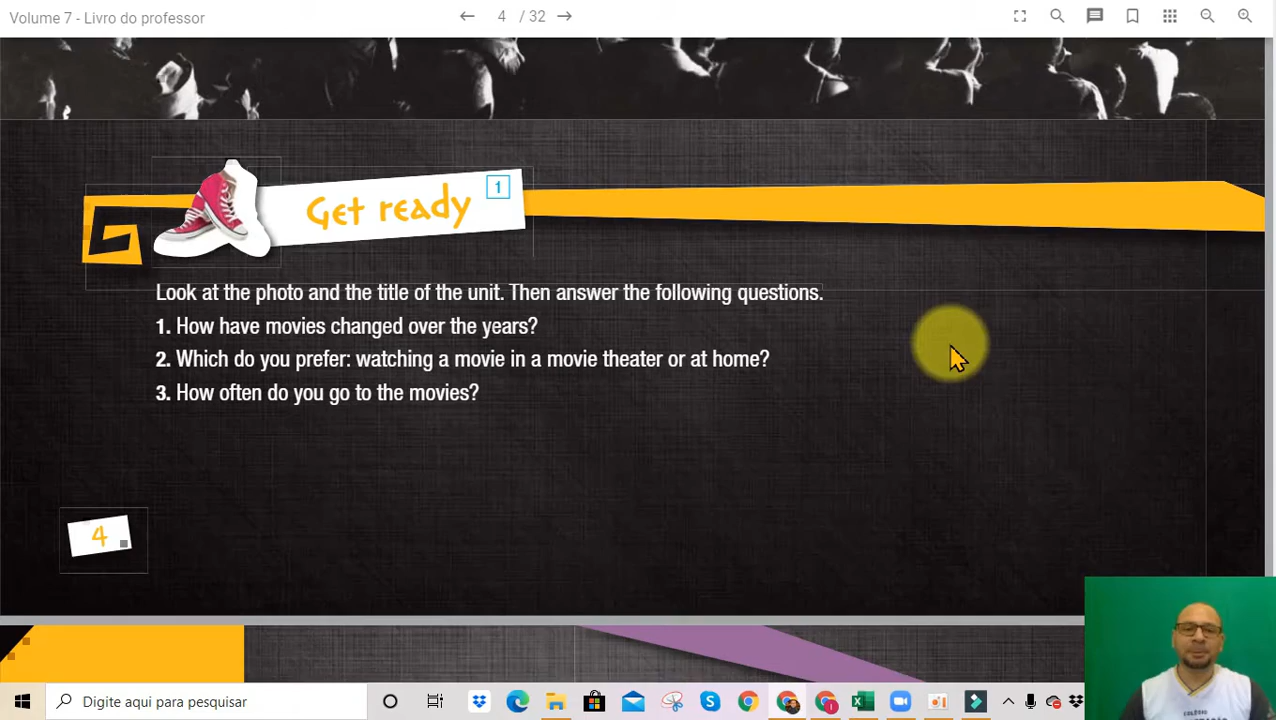 Volume 7 - Livro do professor
4 / 32
Get ready
1
Look at the photo and the title of the unit. Then answer the following questions.
1. How have movies changed over the years?
2. Which do you prefer: watching a movie in a movie theater or at home?
3. How often do you go to the movies?
4
Digite aqui para pesquisar